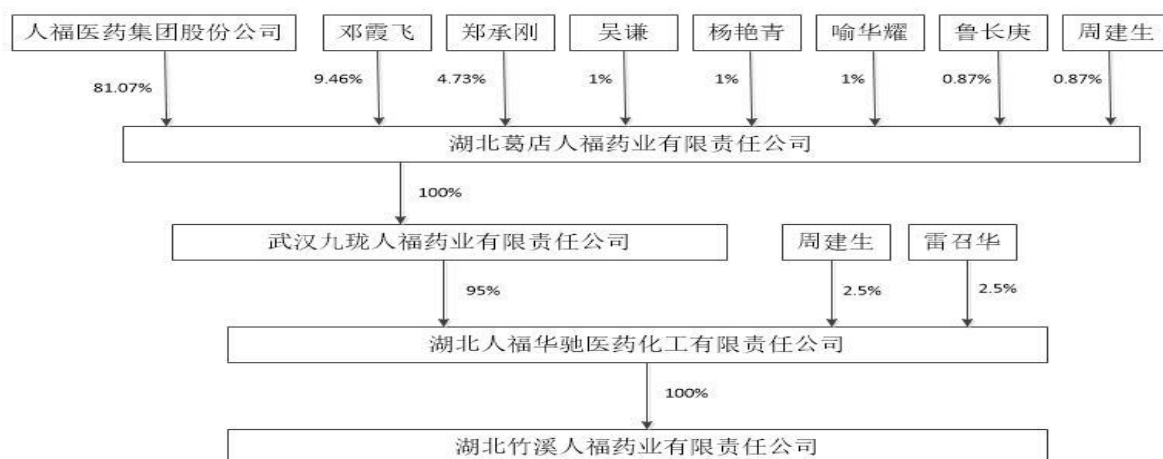 人福医药集团股份公司 邓霞飞 郑承刚 吴谦 杨艳青 喻华耀 鲁长庚 周建生
81.07% 9.46% 4.73% 1% 1% 1% 0.87% 0.87%
湖北葛店人福药业有限责任公司
100%
武汉九珑人福药业有限责任公司 周建生 雷召华
95% 2.5% 2.5%
湖北人福华驰医药化工有限责任公司
100%
湖北竹溪人福药业有限责任公司